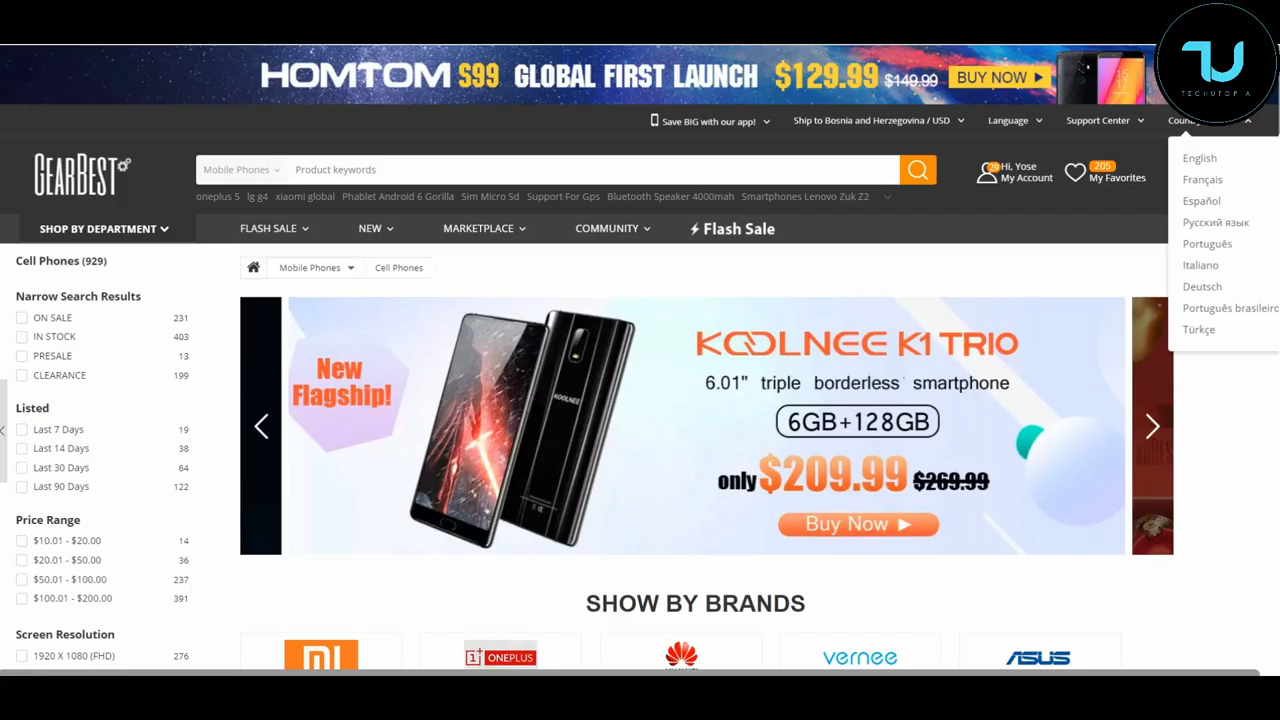 HOMTOM S99 GLOBAL FIRST LAUNCH $129.99 $149.99 BUY NOW
TECHUTOPIA
Save BIG with our app! Ship to Bosnia and Herzegovina / USD Language Support Center
GEARBEST
Mobile Phones Product keywords
20 Hi, Yose
My Account
205
My Favorites
oneplus 5 lg g4 xiaomi global Phablet Android 6 Gorilla Sim Micro Sd Support For Gps Bluetooth Speaker 4000mah Smartphones Lenovo Zuk Z2
English
Français
Español
Русский язык
Português
Italiano
Deutsch
Português brasileiro
Türkçe
SHOP BY DEPARTMENT FLASH SALE NEW MARKETPLACE COMMUNITY Flash Sale
Cell Phones (929)
Mobile Phones Cell Phones
Narrow Search Results
ON SALE 231
IN STOCK 403
PRESALE 13
CLEARANCE 199
Listed
Last 7 Days 19
Last 14 Days 38
Last 30 Days 64
Last 90 Days 122
Price Range
$10.01 - $20.00 14
$20.01 - $50.00 36
$50.01 - $100.00 237
$100.01 - $200.00 391
Screen Resolution
1920 X 1080 (FHD) 276
New
Flagship!
KOOLNEE
KOOLNEE K1 TRIO
6.01" triple borderless smartphone
6GB+128GB
only $209.99 $269.99
Buy Now
SHOW BY BRANDS
MI
1+ ONEPLUS
vernee
ASUS